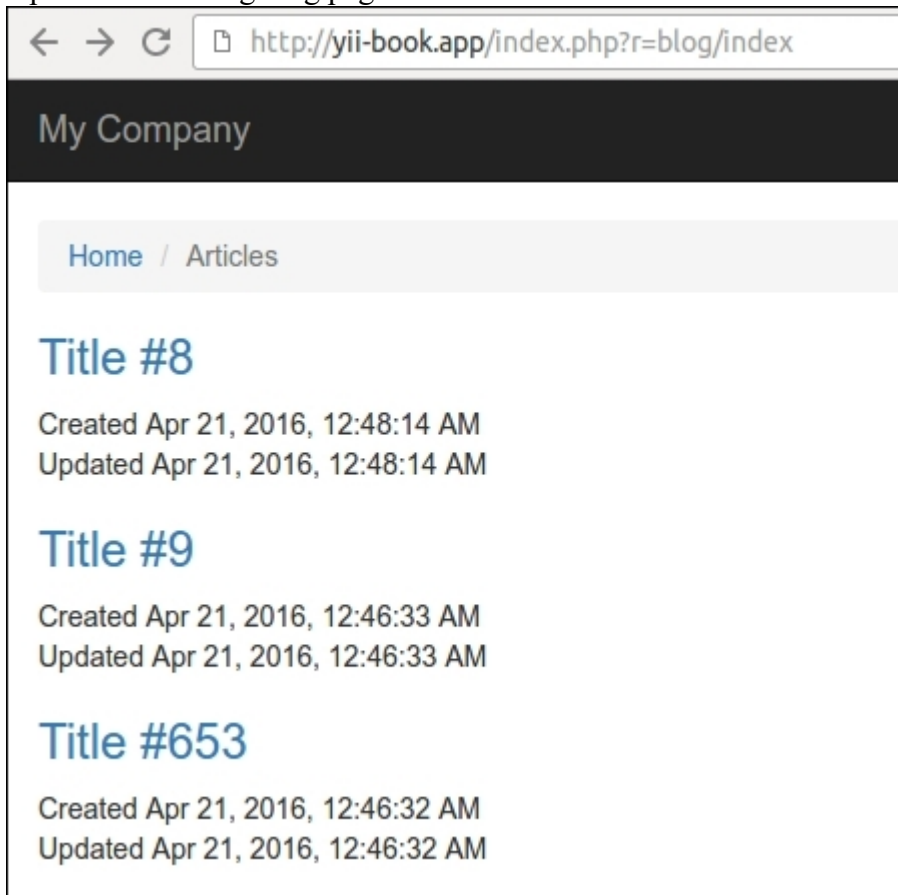 http://yii-book.app/index.php?r=blog/index
My Company
Home / Articles
Title #8
Created Apr 21, 2016, 12:48:14 AM
Updated Apr 21, 2016, 12:48:14 AM
Title #9
Created Apr 21, 2016, 12:46:33 AM
Updated Apr 21, 2016, 12:46:33 AM
Title #653
Created Apr 21, 2016, 12:46:32 AM
Updated Apr 21, 2016, 12:46:32 AM